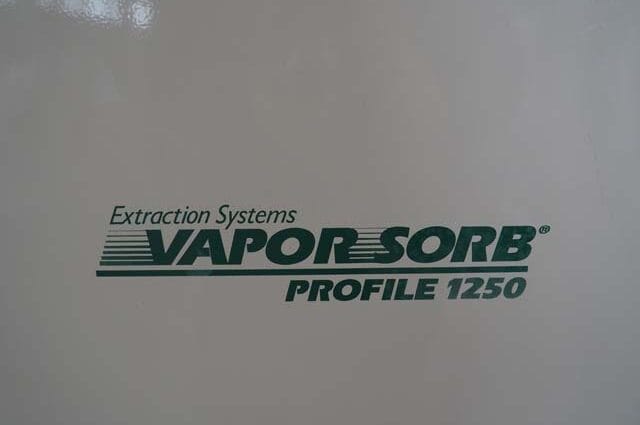 Extraction Systems
VAPOR SORB®
PROFILE 1250